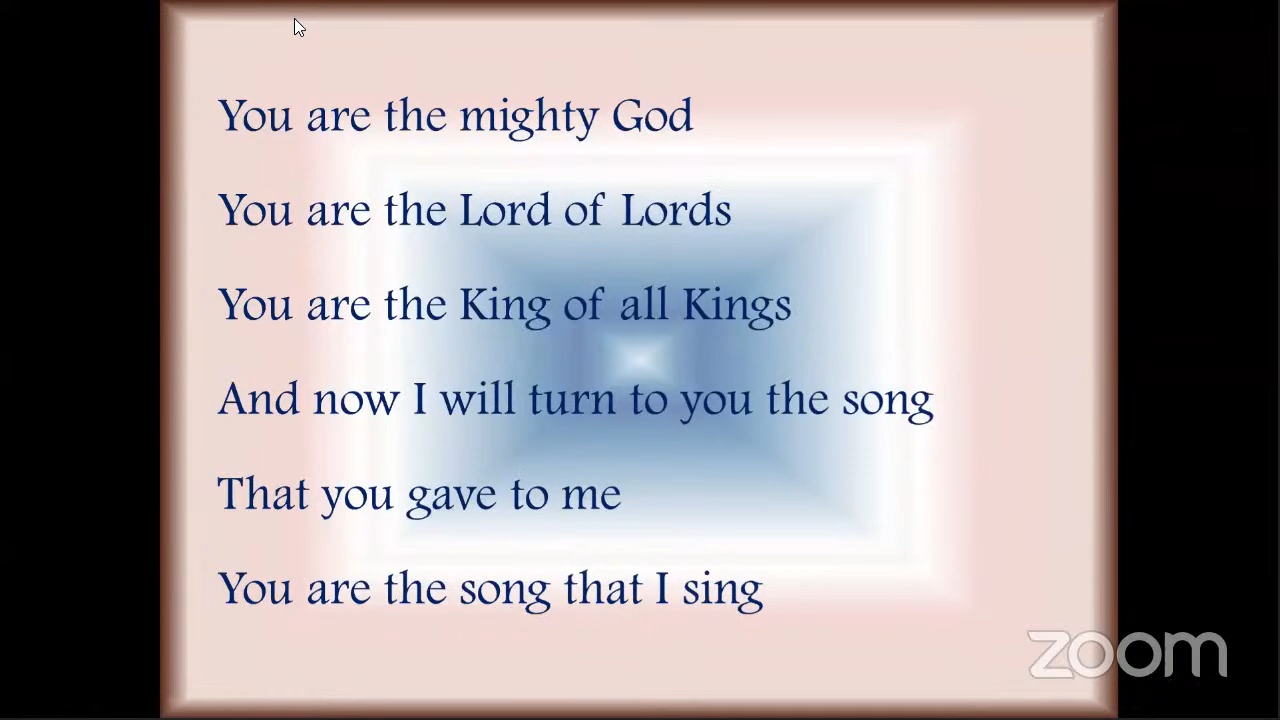 You are the mighty God
You are the Lord of Lords
You are the King of all Kings
And now I will turn to you the song
That you gave to me
You are the song that I sing
zoom